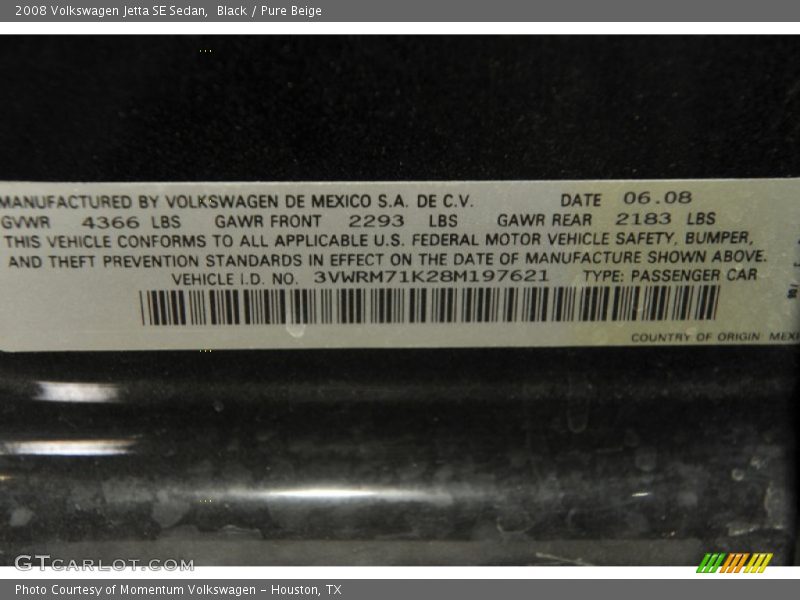 2008 Volkswagen Jetta SE Sedan, Black / Pure Beige
MANUFACTURED BY VOLKSWAGEN DE MEXICO S.A. DE C.V. DATE 06.08
GVWR 4366 LBS GAWR FRONT 2293 LBS GAWR REAR 2183 LBS
THIS VEHICLE CONFORMS TO ALL APPLICABLE U.S. FEDERAL MOTOR VEHICLE SAFETY, BUMPER,
AND THEFT PREVENTION STANDARDS IN EFFECT ON THE DATE OF MANUFACTURE SHOWN ABOVE.
VEHICLE I.D. NO. 3VWRM71K28M197621 TYPE: PASSENGER CAR
COUNTRY OF ORIGIN: MEXI
GTCARLOT.COM
Photo Courtesy of Momentum Volkswagen - Houston, TX